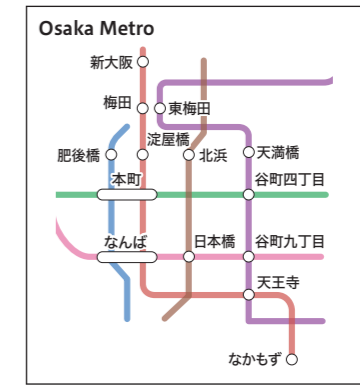 Osaka Metro
新大阪
梅田
東梅田
淀屋橋
肥後橋
北浜
天満橋
本町
谷町四丁目
なんば
日本橋
谷町九丁目
天王寺
なかもず